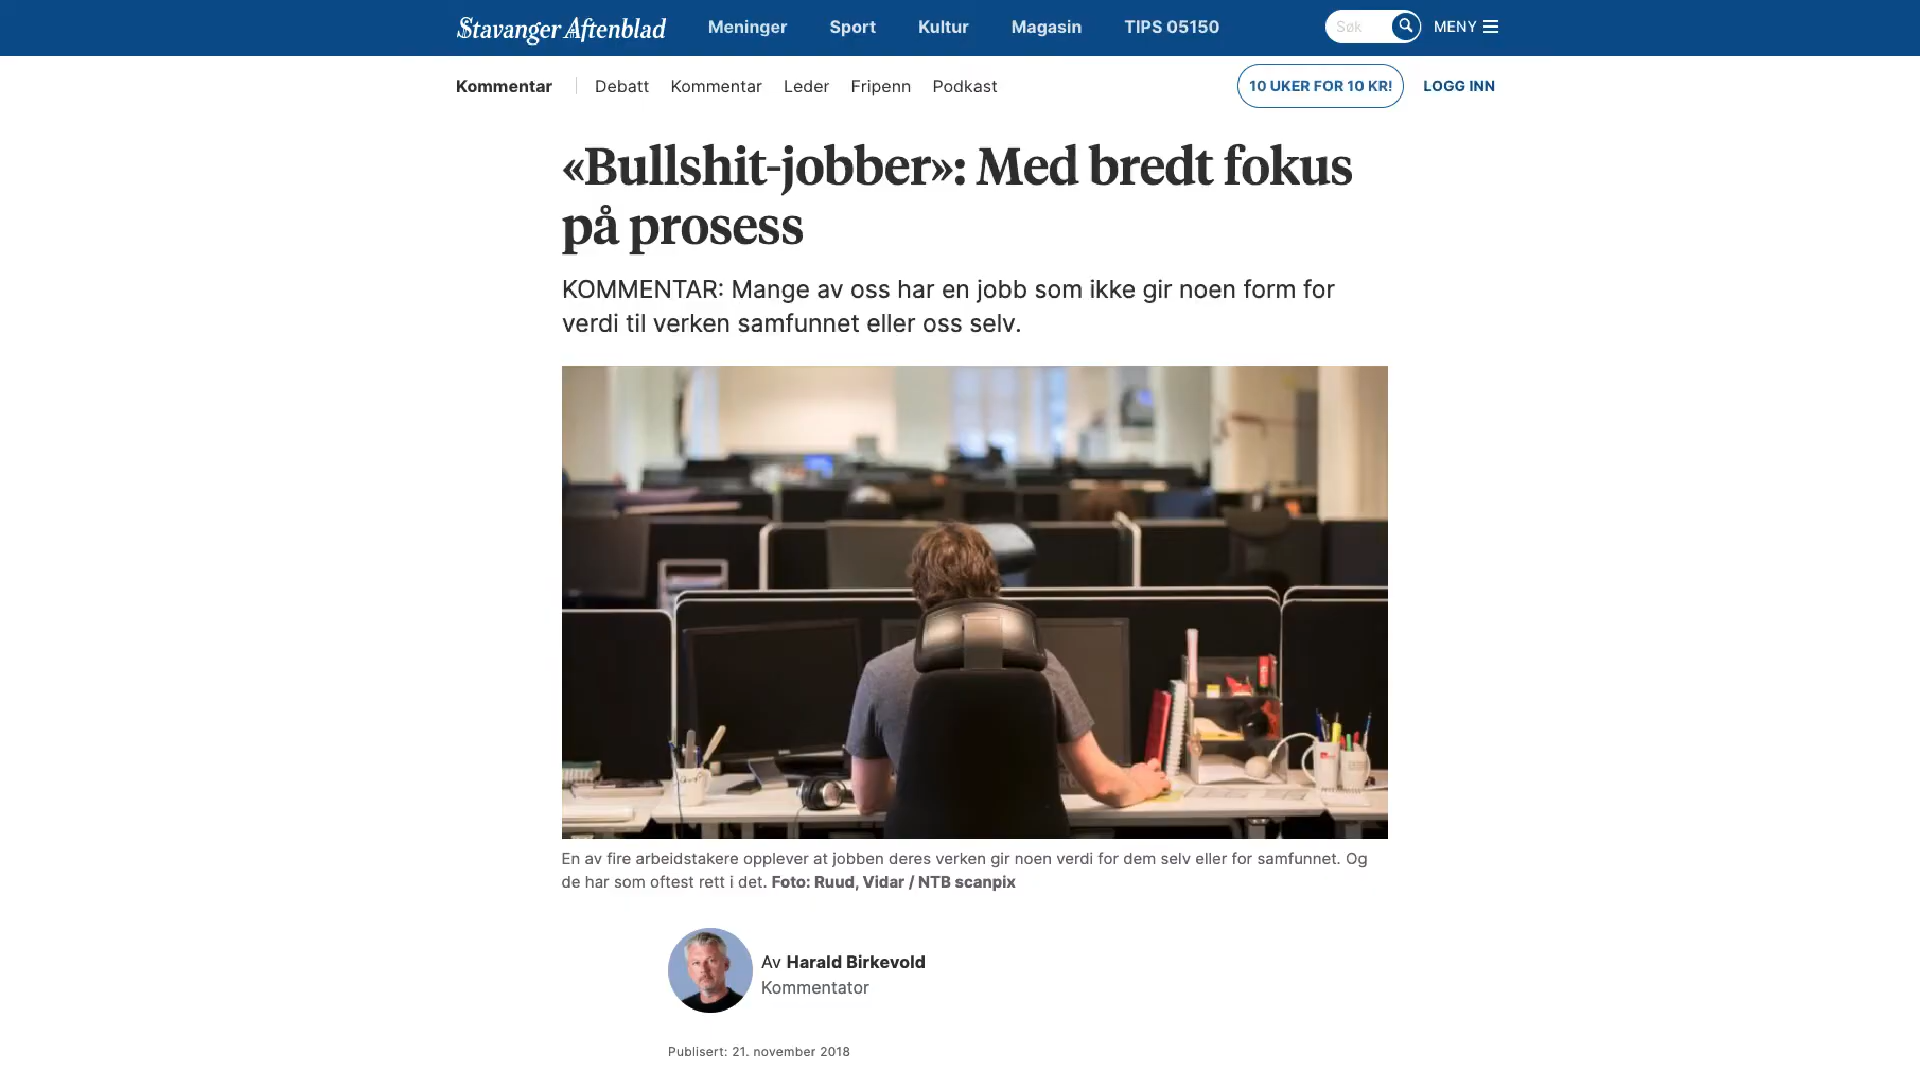 Stavanger Aftenblad
Meninger
Sport
Kultur
Magasin
TIPS 05150
Søk
MENY
Kommentar
Debatt
Kommentar
Leder
Fripenn
Podkast
10 UKER FOR 10 KR!
LOGG INN
«Bullshit-jobber»: Med bredt fokus
på prosess
KOMMENTAR: Mange av oss har en jobb som ikke gir noen form for
verdi til verken samfunnet eller oss selv.
En av fire arbeidstakere opplever at jobben deres verken gir noen verdi for dem selv eller for samfunnet. Og
de har som oftest rett i det. Foto: Ruud, Vidar / NTB scanpix
Av Harald Birkevold
Kommentator
Publisert: 21. november 2018